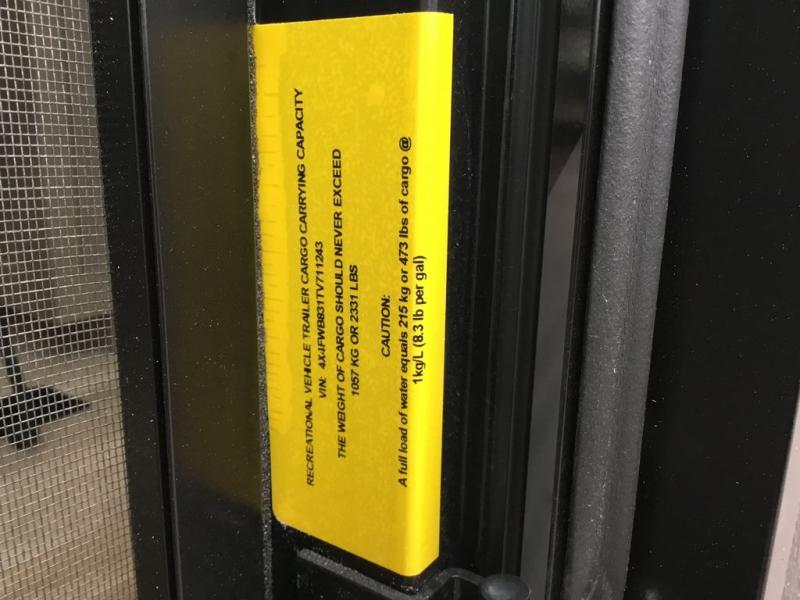 RECREATIONAL VEHICLE TRAILER CARGO CARRYING CAPACITY
VIN: 4XJFWB831TV711243
THE WEIGHT OF CARGO SHOULD NEVER EXCEED
1057 KG OR 2331 LBS
CAUTION:
A full load of water equals 215 kg or 473 lbs of cargo @
1kg/L (8.3 lb per gal)